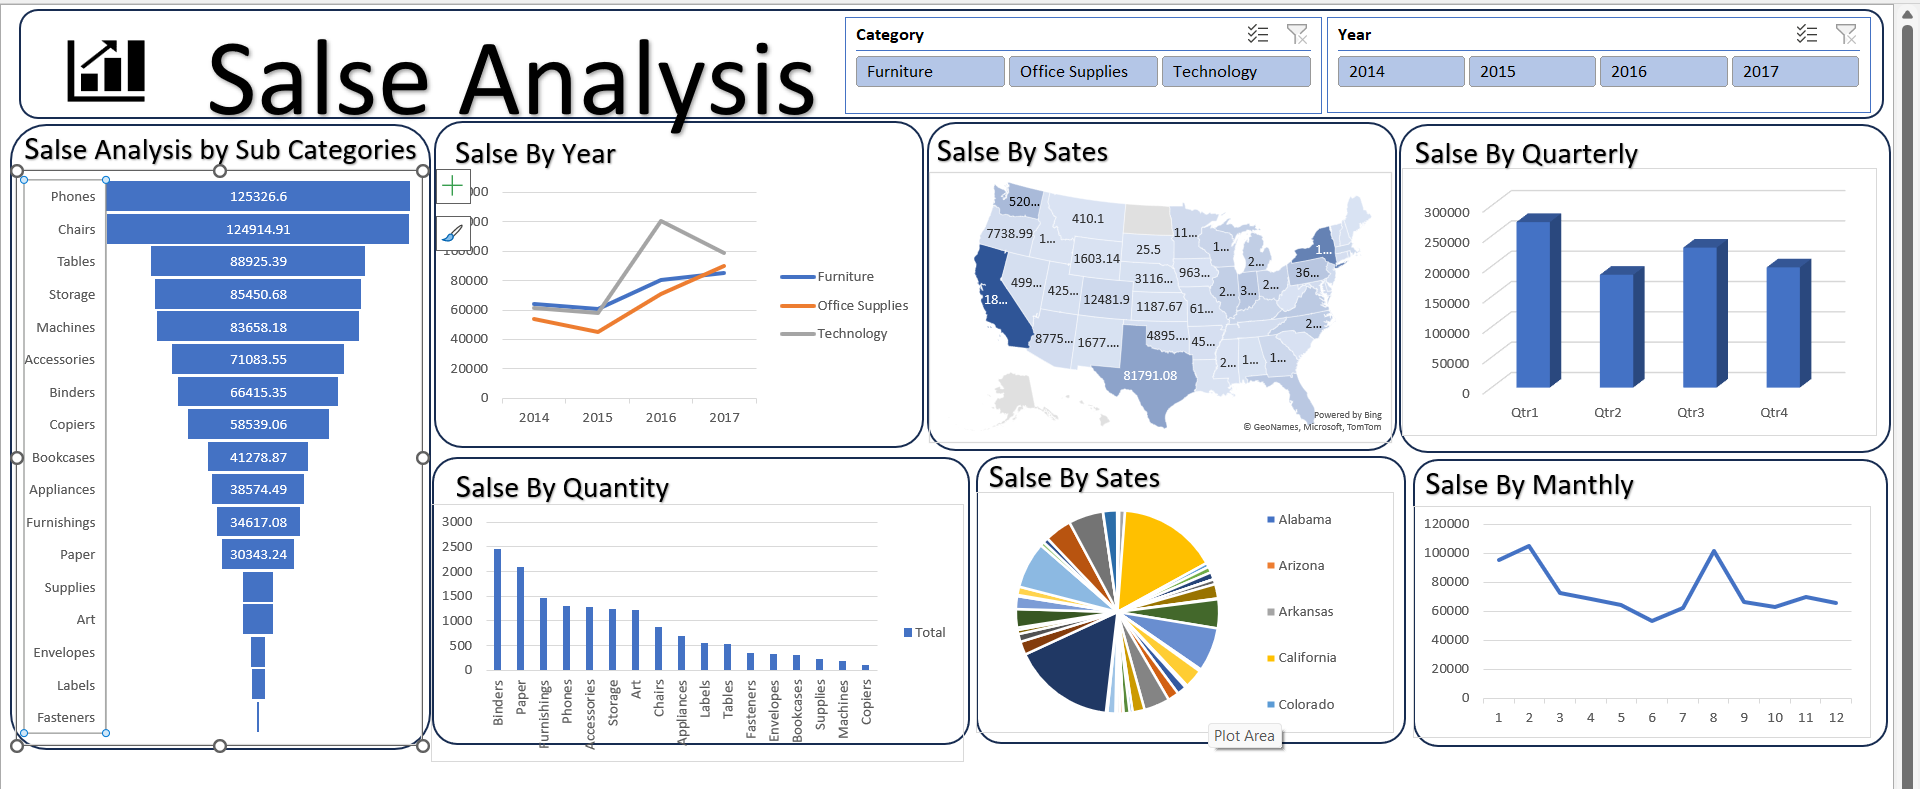 Salse Analysis
Category
Furniture
Office Supplies
Technology
Year
2014
2015
2016
2017
Salse Analysis by Sub Categories
Phones 125326.6
Chairs 124914.91
Tables 88925.39
Storage 85450.68
Machines 83658.18
Accessories 71083.55
Binders 66415.35
Copiers 58539.06
Bookcases 41278.87
Appliances 38574.49
Furnishings 34617.08
Paper 30343.24
Supplies
Art
Envelopes
Labels
Fasteners
Salse By Year
80000
60000
40000
20000
0
2014 2015 2016 2017
Furniture
Office Supplies
Technology
Salse By Sates
520...
410.1
7738.99
1...
11...
1...
25.5
2...
1...
1603.14
499...
425...
3116...
963...
36...
18...
12481.9
1187.67
2...
3...
2...
61...
8775...
1677....
4895....
45...
2...
81791.08
2...
1...
1...
Powered by Bing
© GeoNames, Microsoft, TomTom
Salse By Quarterly
300000
250000
200000
150000
100000
50000
0
Qtr1 Qtr2 Qtr3 Qtr4
Salse By Quantity
3000
2500
2000
1500
1000
500
0
Binders
Paper
Furnishings
Phones
Accessories
Storage
Art
Chairs
Appliances
Labels
Tables
Fasteners
Envelopes
Bookcases
Supplies
Machines
Copiers
Total
Salse By Sates
Alabama
Arizona
Arkansas
California
Colorado
Plot Area
Salse By Manthly
120000
100000
80000
60000
40000
20000
0
1 2 3 4 5 6 7 8 9 10 11 12